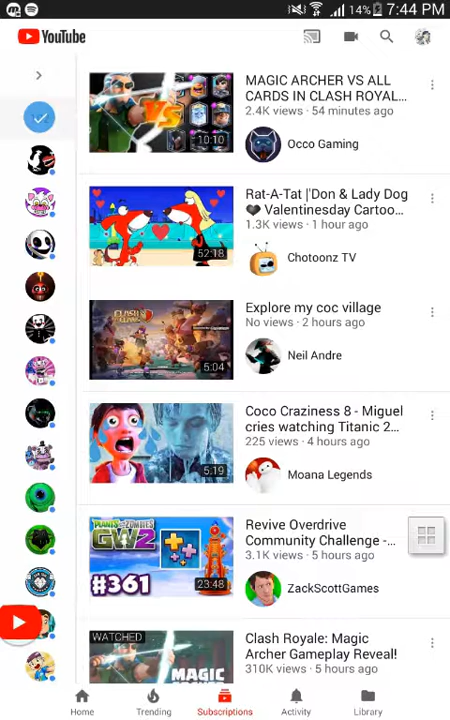 14% 7:44 PM
YouTube
MAGIC ARCHER VS ALL
CARDS IN CLASH ROYAL...
2.4K views · 54 minutes ago
Occo Gaming
VS
10:10
Rat-A-Tat |'Don & Lady Dog
❤ Valentinesday Cartoo...
1.3K views · 1 hour ago
Chotoonz TV
52:18
Explore my coc village
No views · 2 hours ago
Neil Andre
5:04
Coco Craziness 8 - Miguel
cries watching Titanic 2...
225 views · 4 hours ago
Moana Legends
5:19
Revive Overdrive
Community Challenge -...
3.1K views · 5 hours ago
ZackScottGames
PLANTS vs ZOMBIES
GW2
#361
23:48
Clash Royale: Magic
Archer Gameplay Reveal!
310K views · 5 hours ago
WATCHED
MAGIC
Home
Trending
Subscriptions
Activity
Library